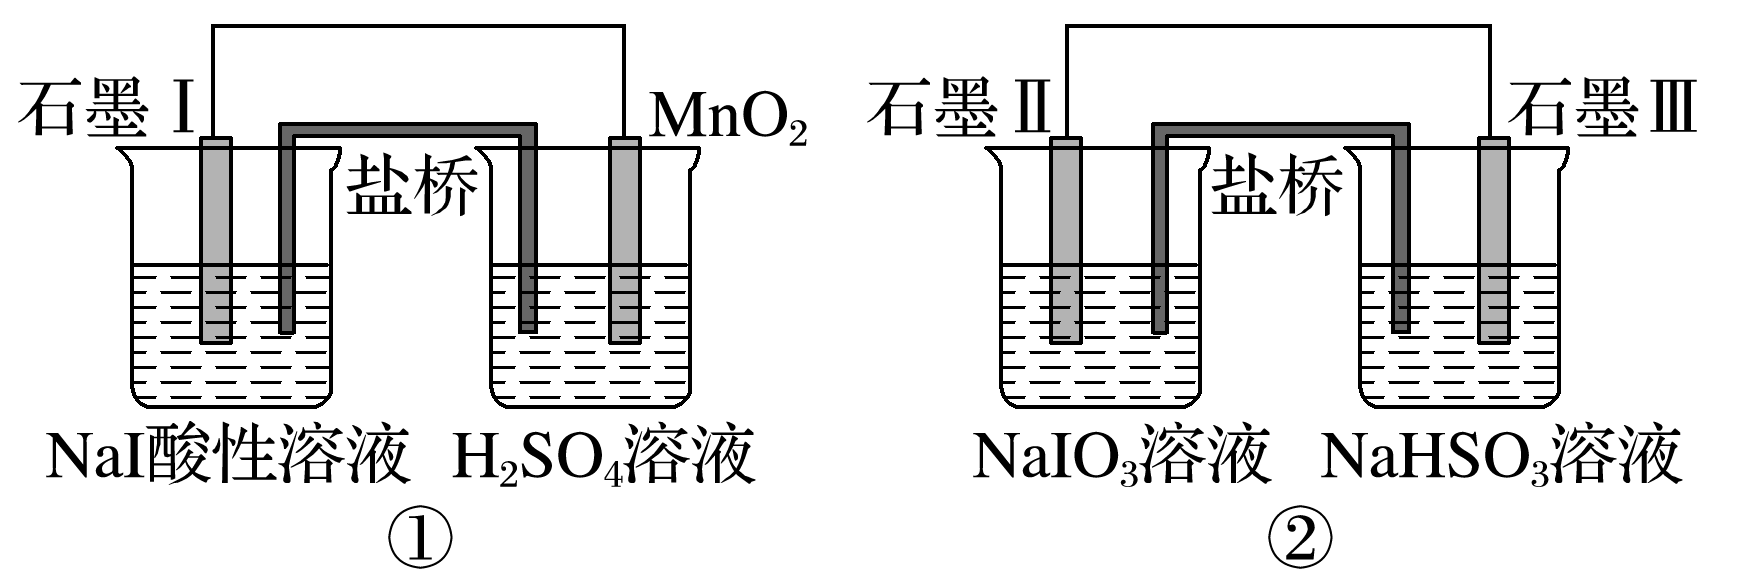 石墨Ⅰ
MnO₂
盐桥
NaI酸性溶液
H₂SO₄溶液
①
石墨Ⅱ
石墨Ⅲ
盐桥
NaIO₃溶液
NaHSO₃溶液
②